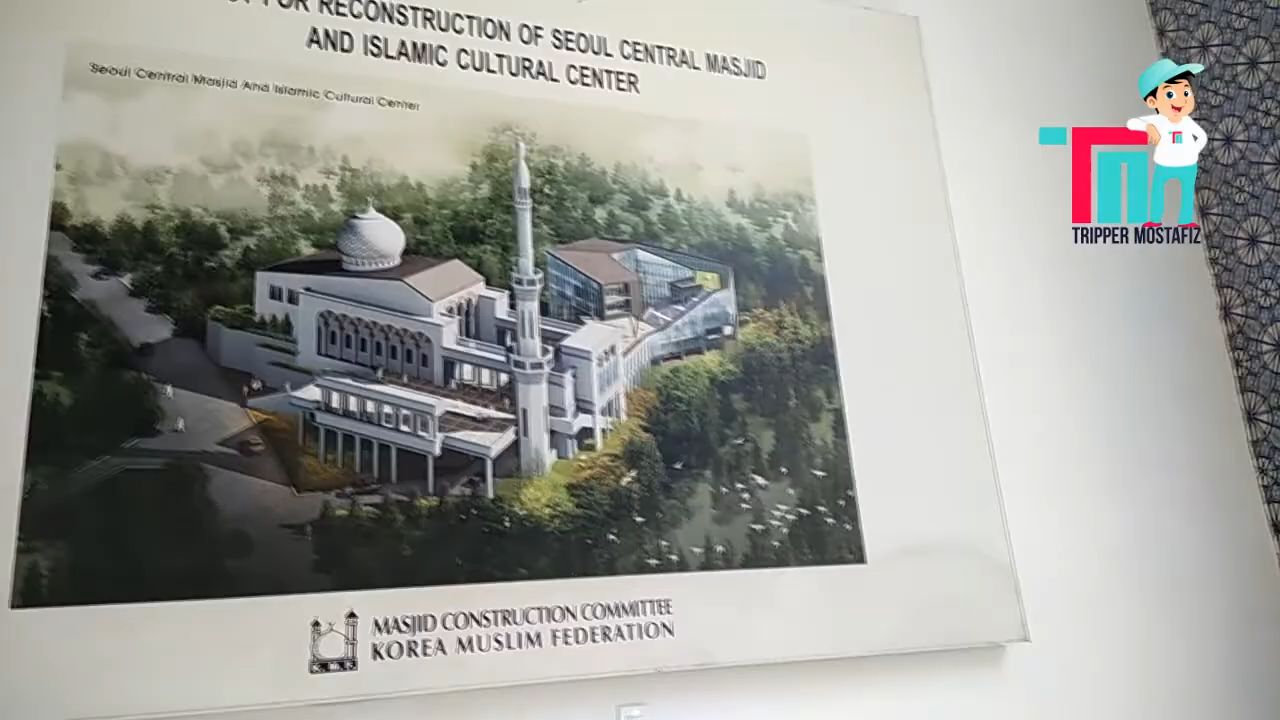 FOR RECONSTRUCTION OF SEOUL CENTRAL MASJID
AND ISLAMIC CULTURAL CENTER
Seoul Central Masjid And Islamic Cultural Center
TM
TRIPPER MOSTAFIZ
MASJID CONSTRUCTION COMMITTEE
KOREA MUSLIM FEDERATION
K.M.F.